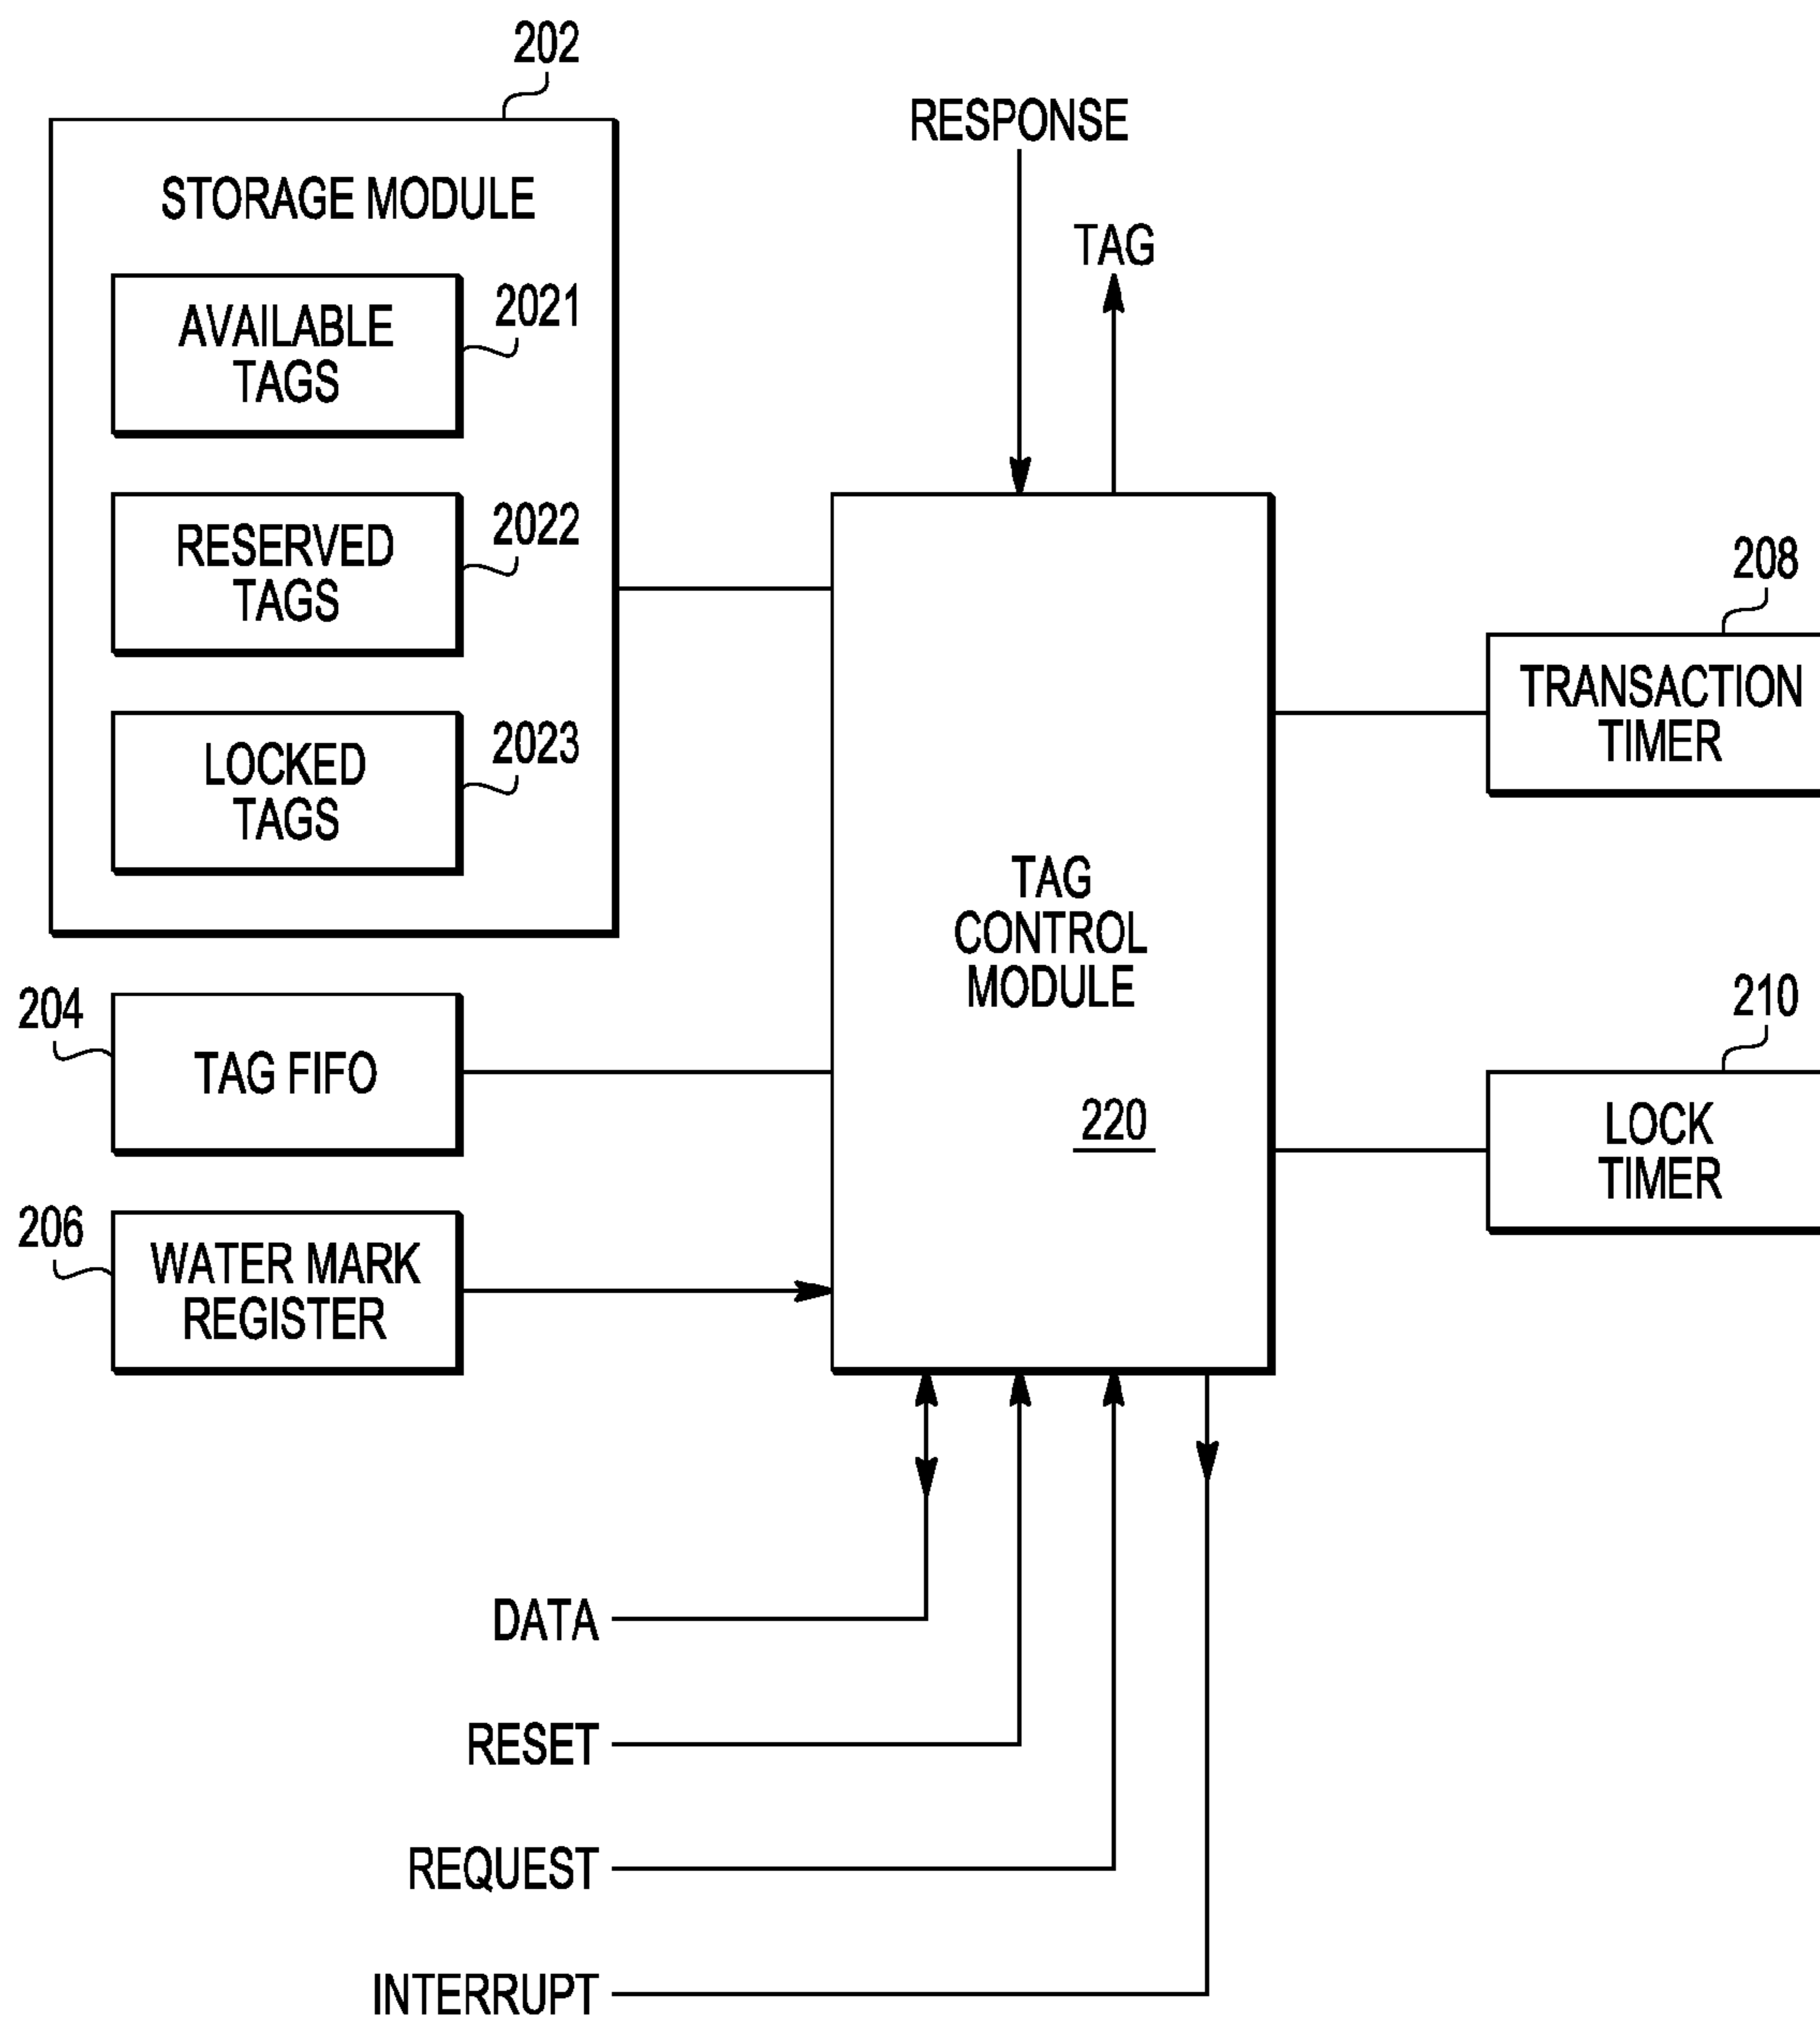 202
STORAGE MODULE
AVAILABLE
TAGS
2021
RESERVED
TAGS
2022
LOCKED
TAGS
2023
204
TAG FIFO
206
WATER MARK
REGISTER
RESPONSE
TAG
TAG
CONTROL
MODULE
220
208
TRANSACTION
TIMER
210
LOCK
TIMER
DATA
RESET
REQUEST
INTERRUPT